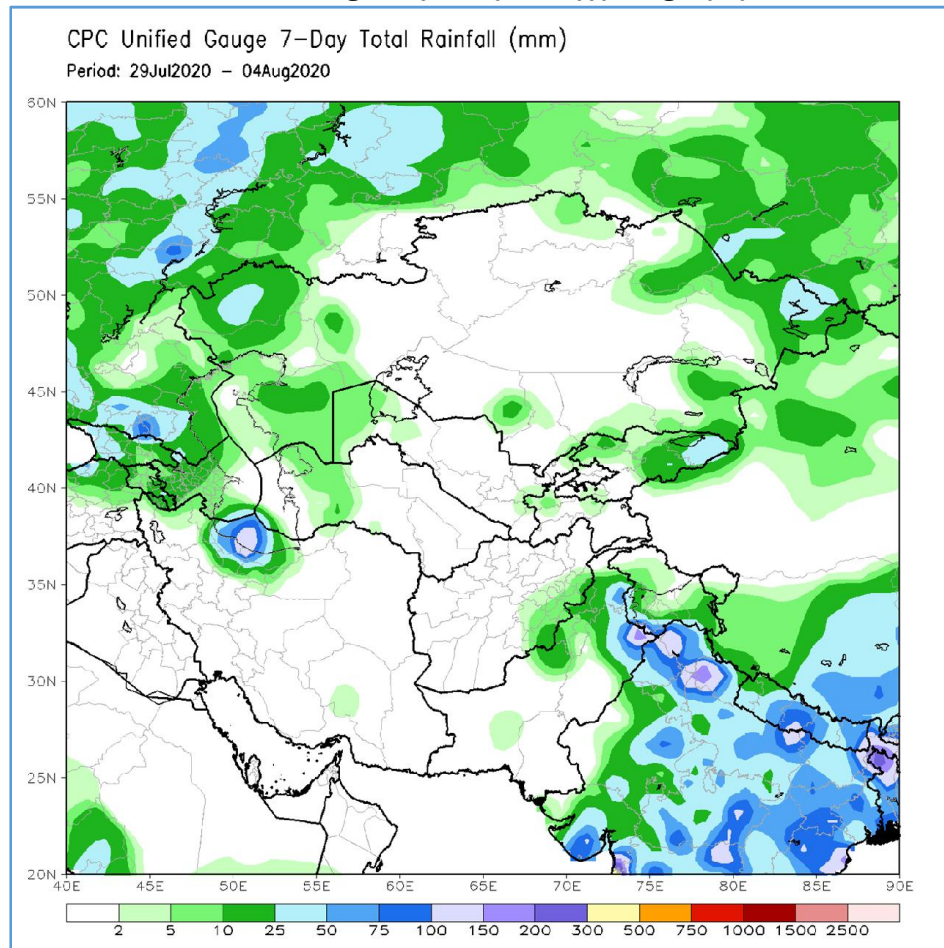 CPC Unified Gauge 7-Day Total Rainfall (mm)
Period: 29Jul2020 - 04Aug2020
60N
55N
50N
45N
40N
35N
30N
25N
20N
40E 45E 50E 55E 60E 65E 70E 75E 80E 85E 90E
2 5 10 25 50 75 100 150 200 300 500 750 1000 1500 2500